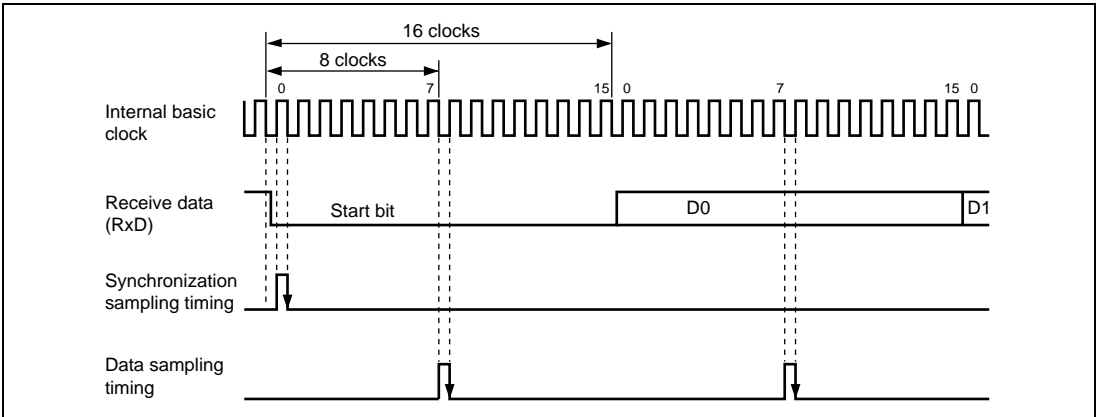 16 clocks
8 clocks
0 7 15 0 7 15 0
Internal basic
clock
Receive data
(RxD)
Start bit D0 D1
Synchronization
sampling timing
Data sampling
timing